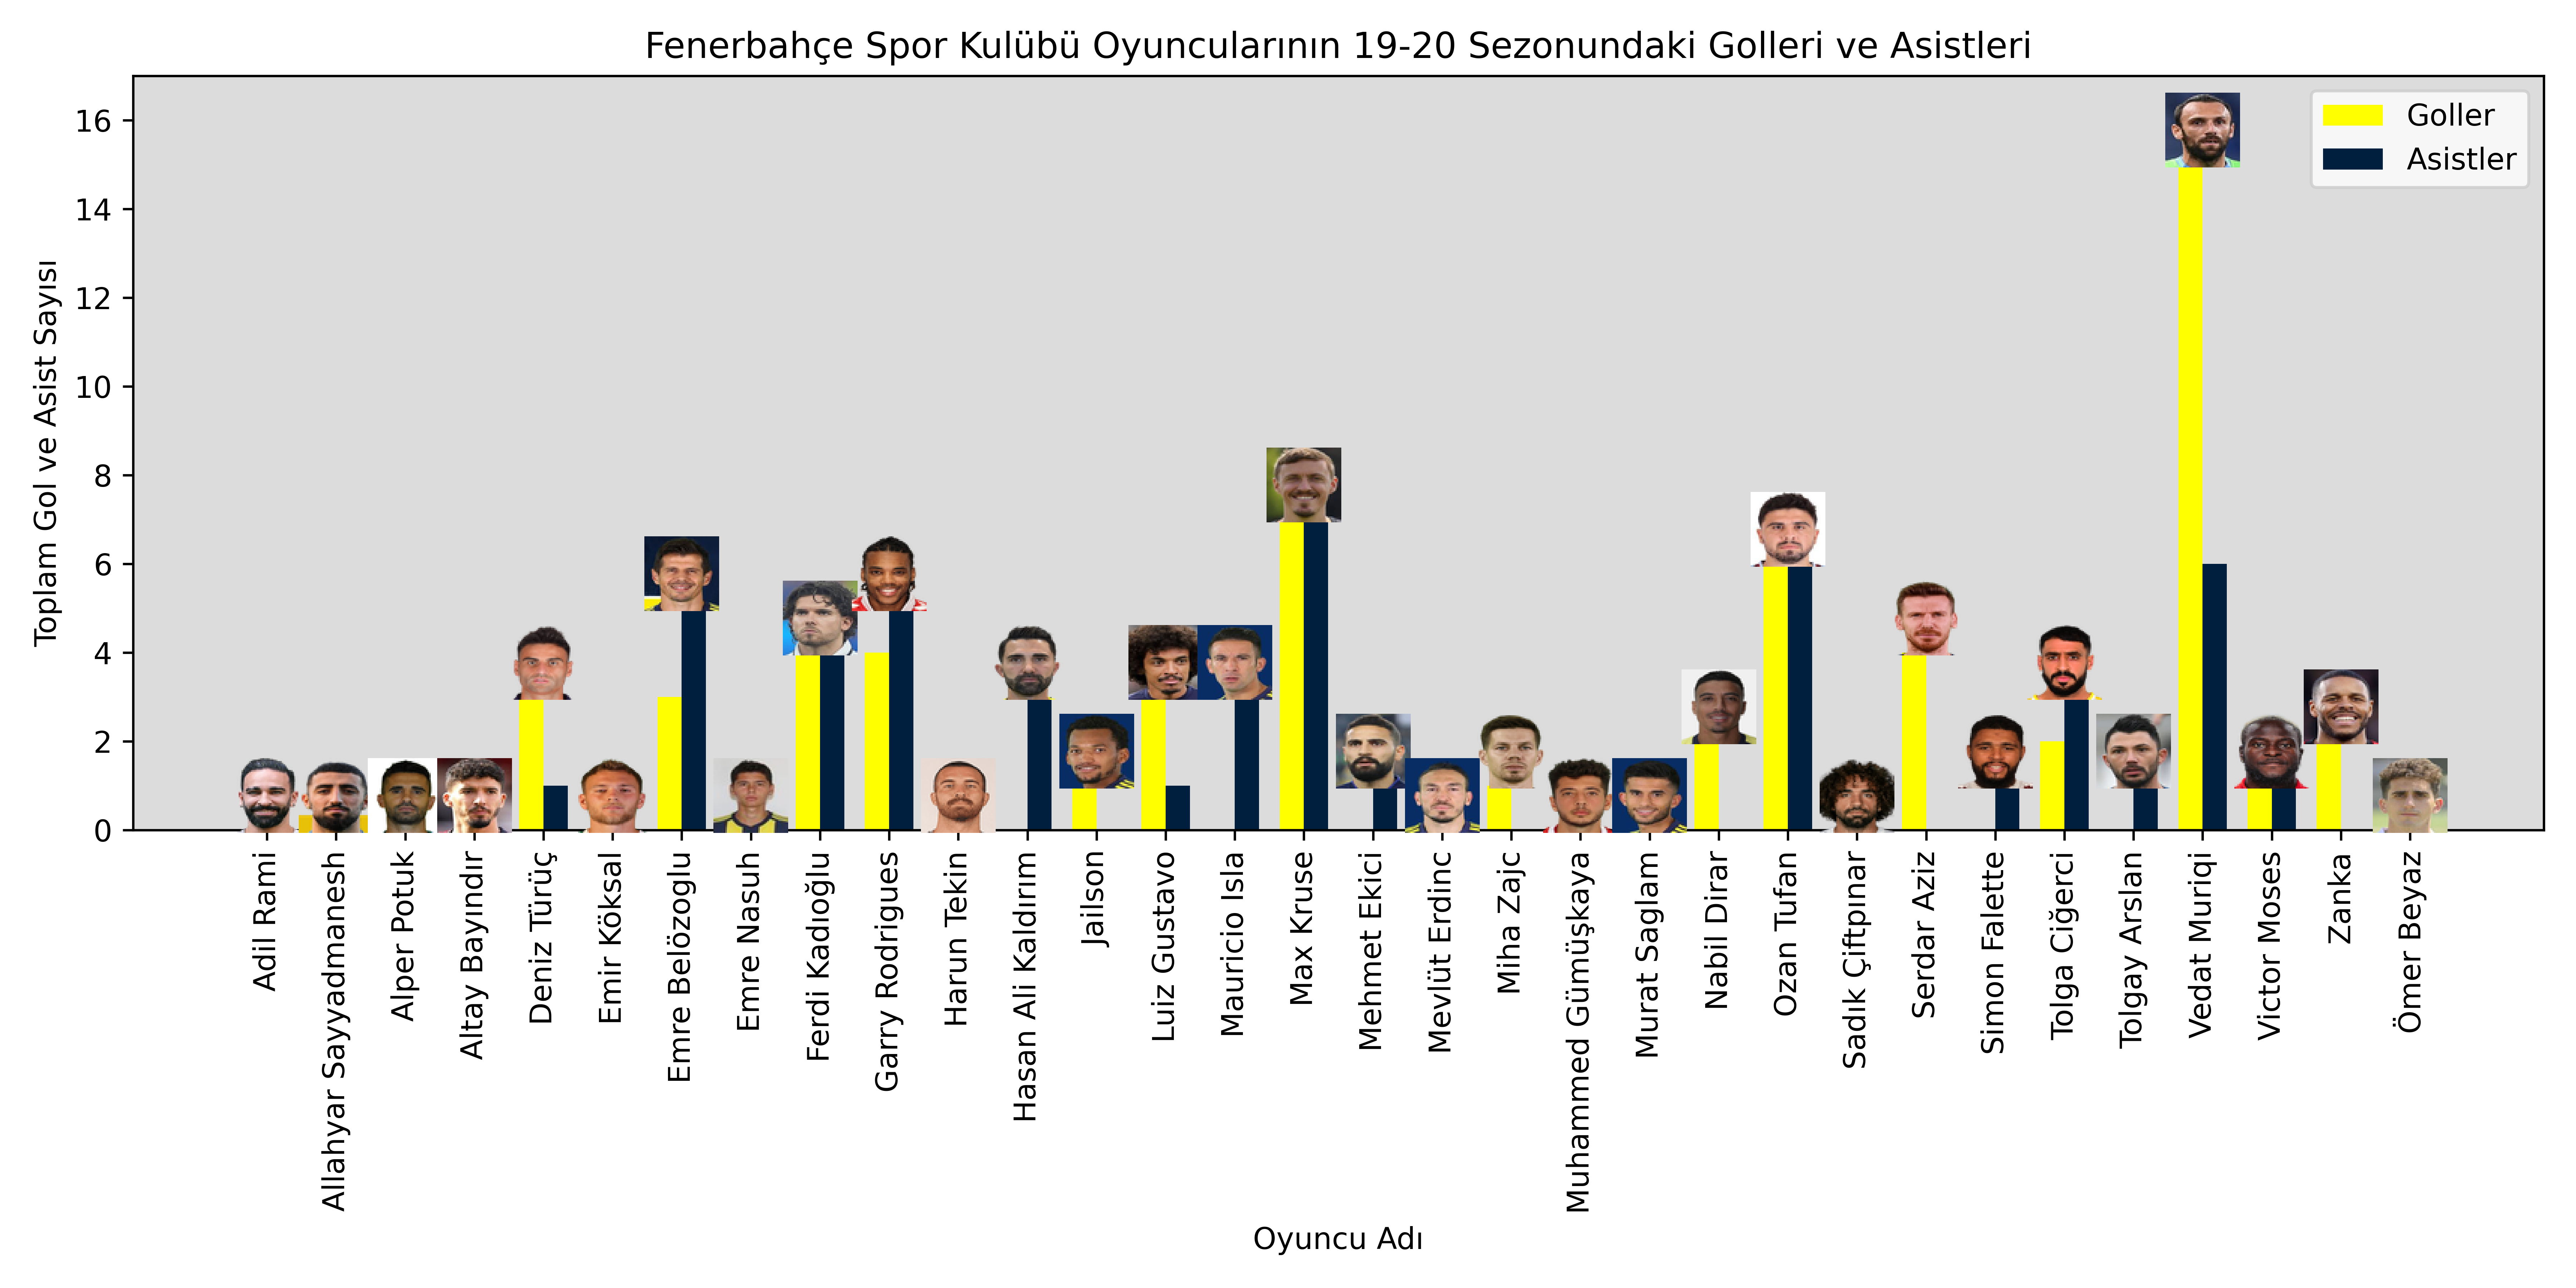 Fenerbahçe Spor Kulübü Oyuncularının 19-20 Sezonundaki Golleri ve Asistleri
Goller
Asistler
Toplam Gol ve Asist Sayısı
16
14
12
10
8
6
4
2
0
Adil Rami
Allahyar Sayyadmanesh
Alper Potuk
Altay Bayındır
Deniz Türüç
Emir Köksal
Emre Belözoglu
Emre Nasuh
Ferdi Kadıoğlu
Garry Rodrigues
Harun Tekin
Hasan Ali Kaldırım
Jailson
Luiz Gustavo
Mauricio Isla
Max Kruse
Mehmet Ekici
Mevlüt Erdinc
Miha Zajc
Muhammed Gümüşkaya
Murat Saglam
Nabil Dirar
Ozan Tufan
Sadık Çiftpınar
Serdar Aziz
Simon Falette
Tolga Ciğerci
Tolgay Arslan
Vedat Muriqi
Victor Moses
Zanka
Ömer Beyaz
Oyuncu Adı